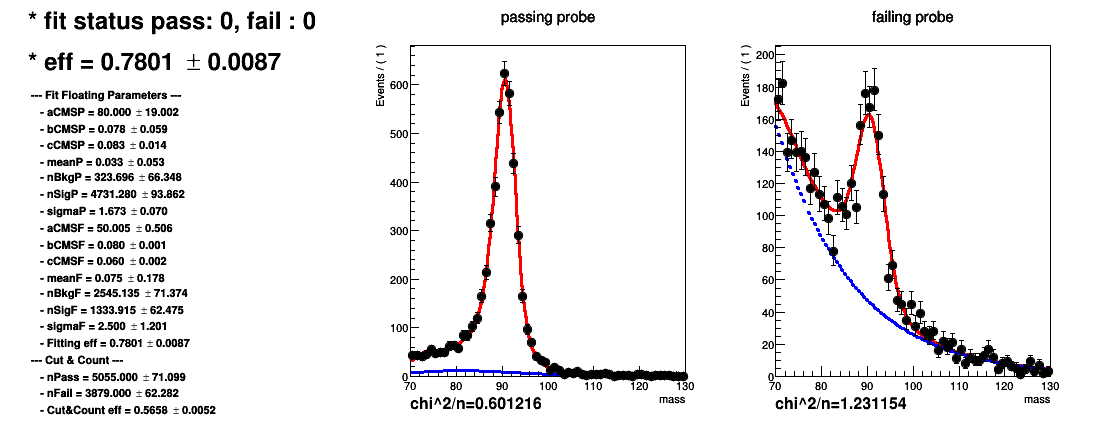 * fit status pass: 0, fail : 0
* eff = 0.7801 ± 0.0087
--- Fit Floating Parameters ---
- aCMSP = 80.000 ± 19.002
- bCMSP = 0.078 ± 0.059
- cCMSP = 0.083 ± 0.014
- meanP = 0.033 ± 0.053
- nBkgP = 323.696 ± 66.348
- nSigP = 4731.280 ± 93.862
- sigmaP = 1.673 ± 0.070
- aCMSF = 50.005 ± 0.506
- bCMSF = 0.080 ± 0.001
- cCMSF = 0.060 ± 0.002
- meanF = 0.075 ± 0.178
- nBkgF = 2545.135 ± 71.374
- nSigF = 1333.915 ± 62.475
- sigmaF = 2.500 ± 1.201
- Fitting eff = 0.7801 ± 0.0087
--- Cut & Count ---
- nPass = 5055.000 ± 71.099
- nFail = 3879.000 ± 62.282
- Cut&Count eff = 0.5658 ± 0.0052
passing probe
Events / ( 1 )
600
500
400
300
200
100
0
70 80 90 100 110 120 130
mass
chi^2/n=0.601216
failing probe
Events / ( 1 )
200
180
160
140
120
100
80
60
40
20
0
70 80 90 100 110 120 130
mass
chi^2/n=1.231154